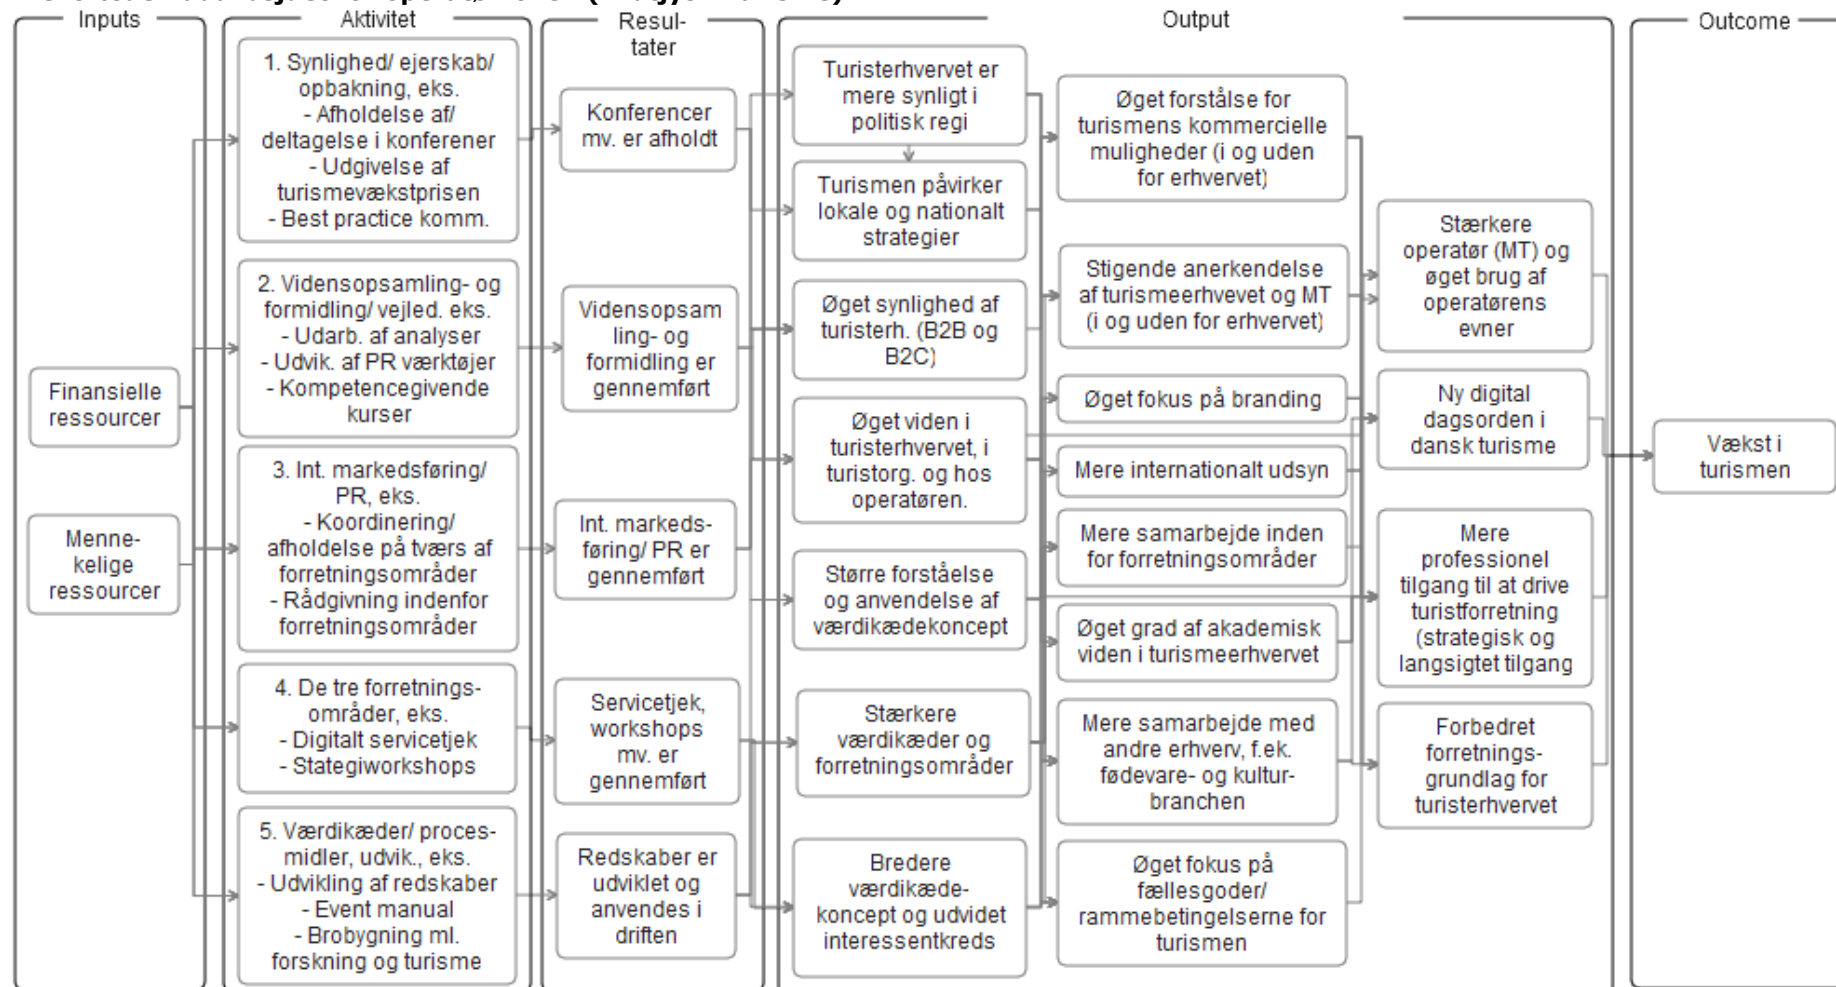 Inputs
Finansielle
ressourcer
Menne-
kelige
ressourcer
Aktivitet
1. Synlighed/ ejerskab/
opbakning, eks.
- Afholdelse af/
deltagelse i konferener
- Udgivelse af
turismevækstprisen
- Best practice komm.
2. Vidensopsamling- og
formidling/ vejled. eks.
- Udarb. af analyser
- Udvik. af PR værktøjer
- Kompetencegivende
kurser
3. Int. markedsføring/
PR, eks.
- Koordinering/
afholdelse på tværs af
forretningsområder
- Rådgivning indenfor
forretningsområder
4. De tre forretnings-
områder, eks.
- Digitalt servicetjek
- Stategiworkshops
5. Værdikæder/ proces-
midler, udvik., eks.
- Udvikling af redskaber
- Event manual
- Brobygning ml.
forskning og turisme
Resul-
tater
Konferencer
mv. er afholdt
Vidensopsam
ling- og
formidling er
gennemført
Int. markeds-
føring/ PR er
gennemført
Servicetjek,
workshops
mv. er
gennemført
Redskaber er
udviklet og
anvendes i
driften
Output
Turisterhvervet er
mere synligt i
politisk regi
Turismen påvirker
lokale og nationalt
strategier
Øget synlighed af
turisterh. (B2B og
B2C)
Øget viden i
turisterhvervet, i
turistorg. og hos
operatøren.
Større forståelse
og anvendelse af
værdikædekoncept
Stærkere
værdikæder og
forretningsområder
Bredere
værdikæde-
koncept og udvidet
interessentkreds
Øget forstålse for
turismens kommercielle
muligheder (i og uden
for erhvervet)
Stigende anerkendelse
af turismeerhvevet og MT
(i og uden for erhvervet)
Øget fokus på branding
Mere internationalt udsyn
Mere samarbejde inden
for forretningsområder
Øget grad af akademisk
viden i turismeerhvervet
Mere samarbejde med
andre erhverv, f.ek.
fødevare- og kultur-
branchen
Øget fokus på
fællesgoder/
rammebetingelserne for
turismen
Stærkere
operatør (MT) og
øget brug af
operatørens
evner
Ny digital
dagsorden i
dansk turisme
Mere
professionel
tilgang til at drive
turistforretning
(strategisk og
langsigtet tilgang
Forbedret
forretnings-
grundlag for
turisterhvervet
Outcome
Vækst i
turismen